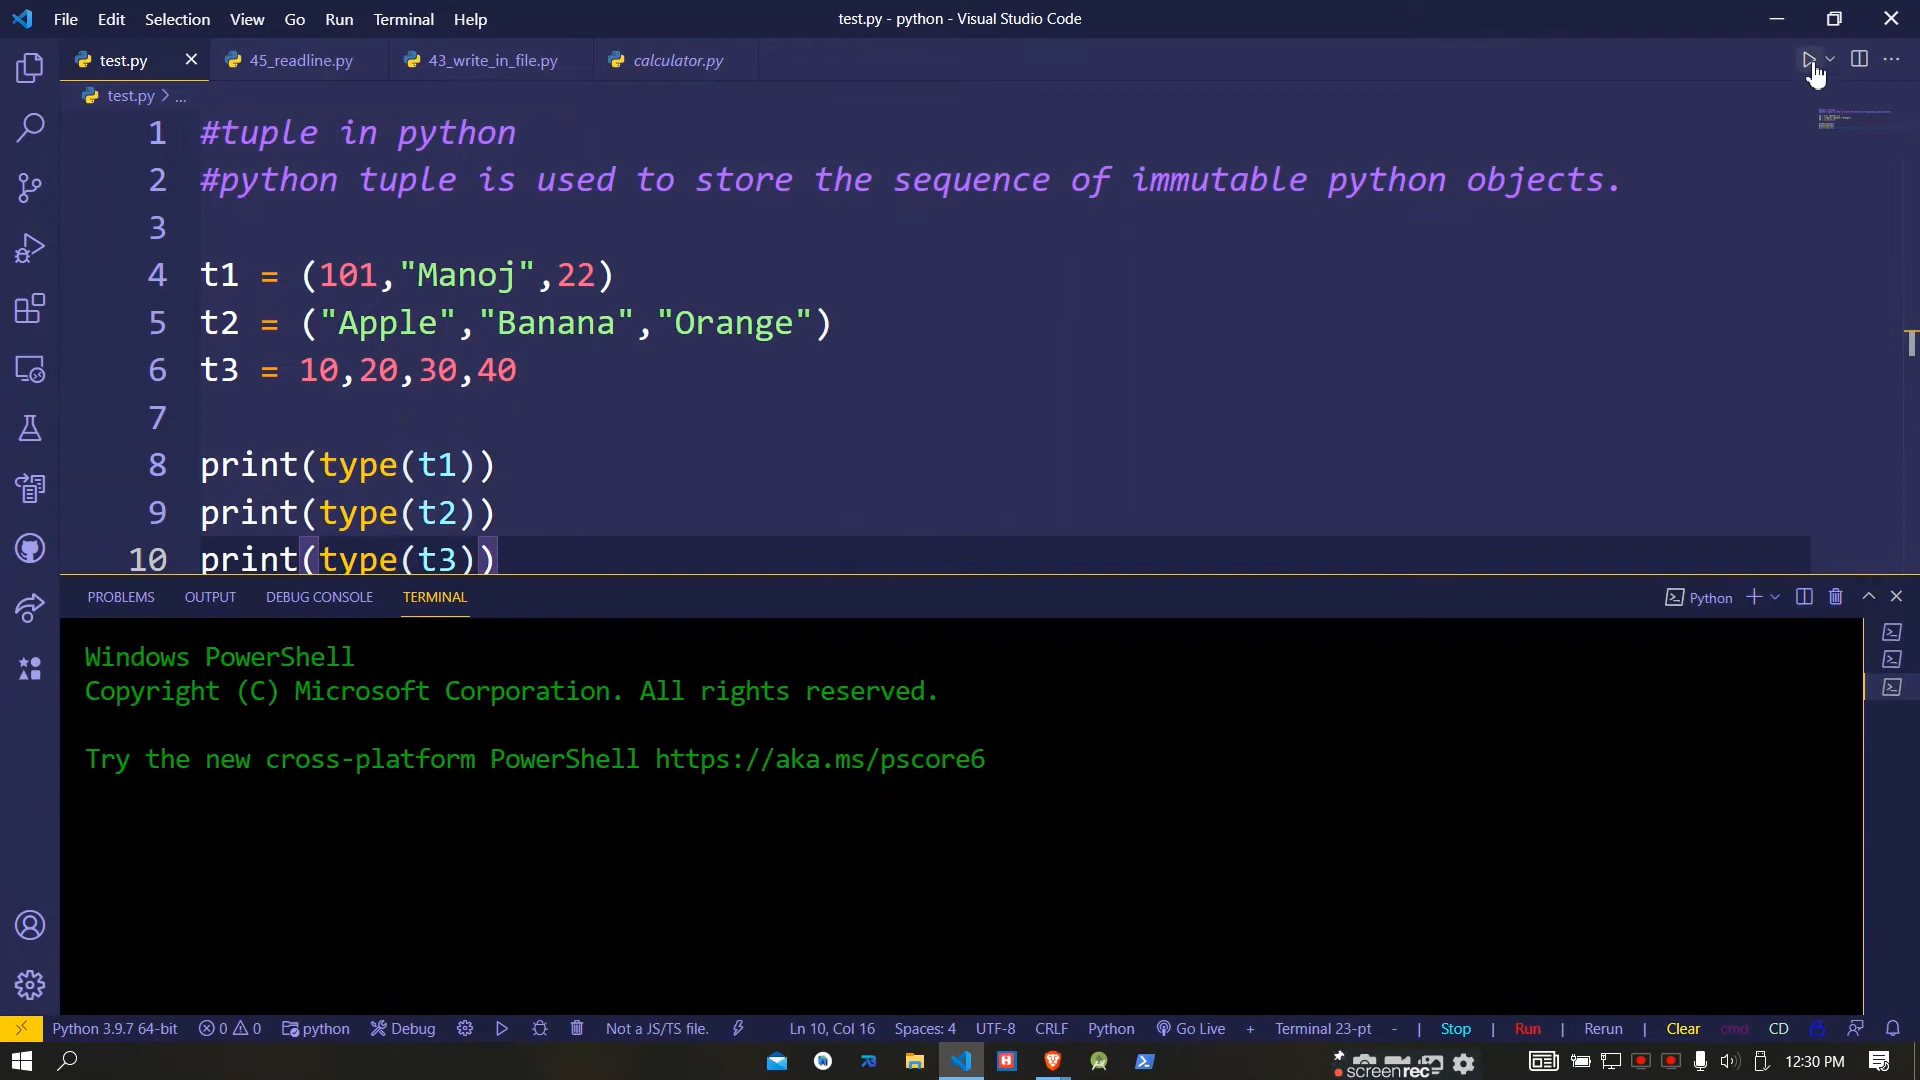 File Edit Selection View Go Run Terminal Help test.py - python - Visual Studio Code
test.py 45_readline.py 43_write_in_file.py calculator.py
test.py > ...
1 #tuple in python
2 #python tuple is used to store the sequence of immutable python objects.
3
4 t1 = (101,"Manoj",22)
5 t2 = ("Apple","Banana","Orange")
6 t3 = 10,20,30,40
7
8 print(type(t1))
9 print(type(t2))
10 print(type(t3))
PROBLEMS OUTPUT DEBUG CONSOLE TERMINAL Python
Windows PowerShell
Copyright (C) Microsoft Corporation. All rights reserved.
Try the new cross-platform PowerShell https://aka.ms/pscore6
Python 3.9.7 64-bit 0 0 python Debug Not a JS/TS file. Ln 10, Col 16 Spaces: 4 UTF-8 CRLF Python Go Live + Terminal 23-pt - | Stop | Run | Rerun | Clear cmd CD
screenrec 12:30 PM